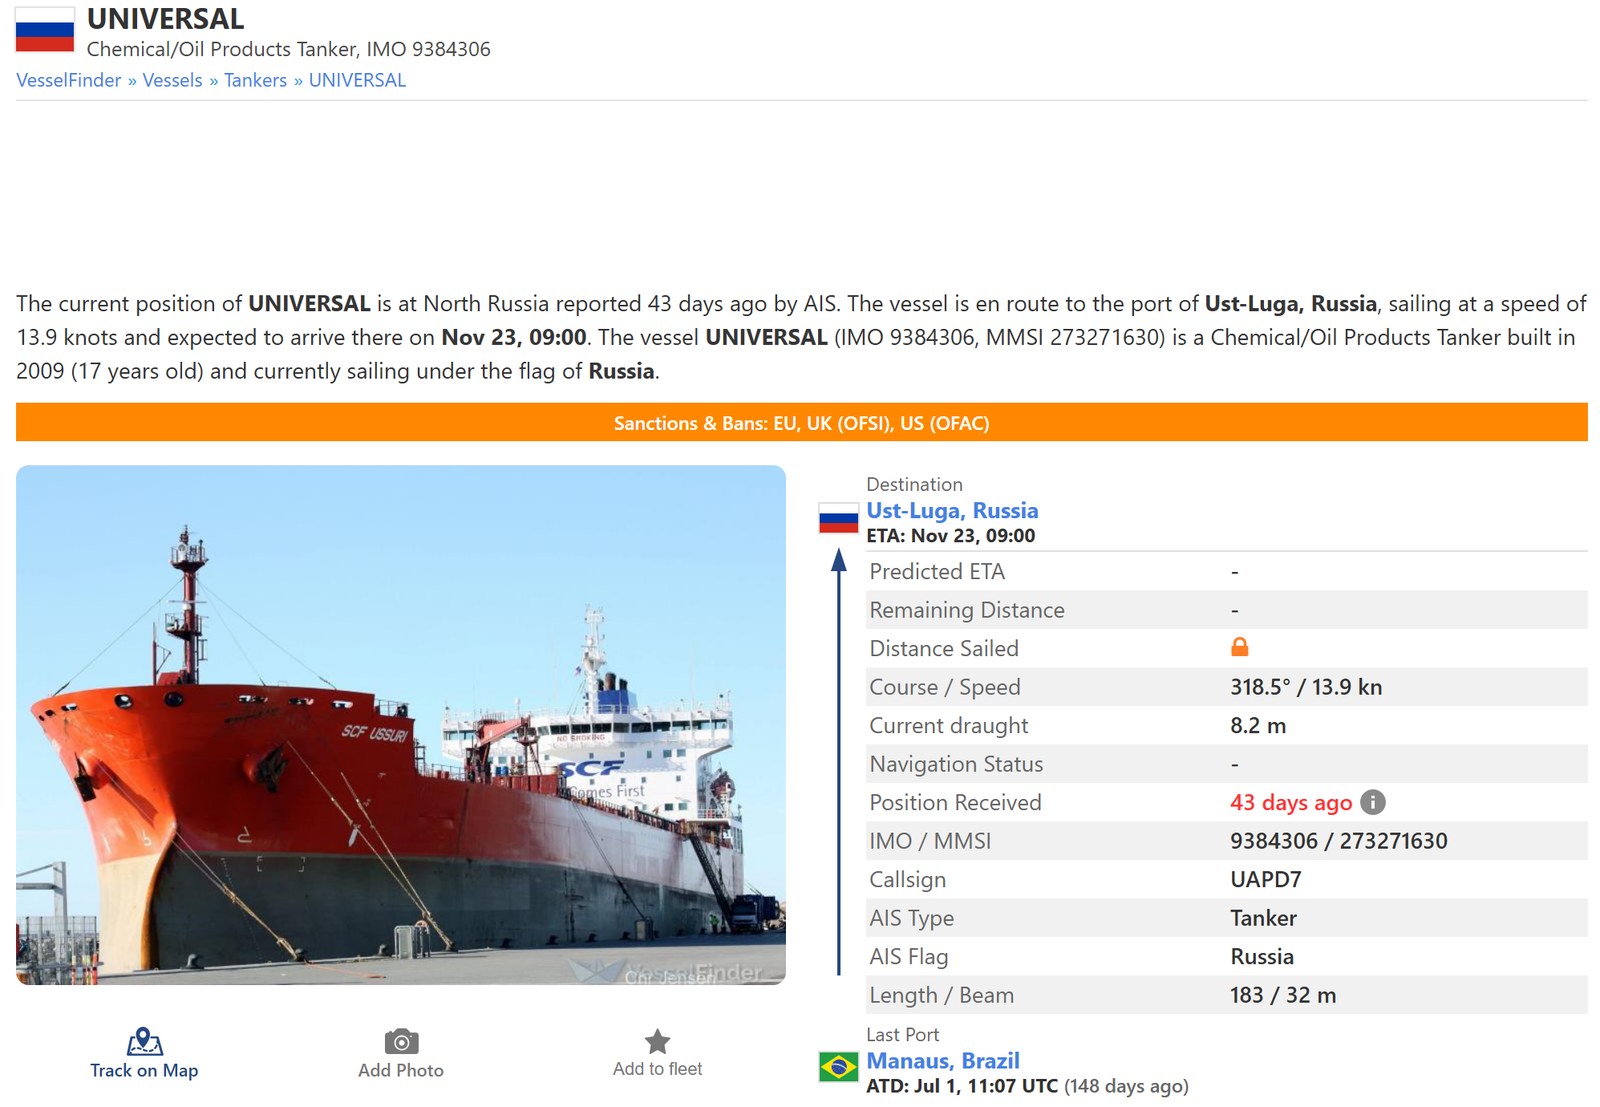 UNIVERSAL
Chemical/Oil Products Tanker, IMO 9384306
VesselFinder » Vessels » Tankers » UNIVERSAL
The current position of UNIVERSAL is at North Russia reported 43 days ago by AIS. The vessel is en route to the port of Ust-Luga, Russia, sailing at a speed of
13.9 knots and expected to arrive there on Nov 23, 09:00. The vessel UNIVERSAL (IMO 9384306, MMSI 273271630) is a Chemical/Oil Products Tanker built in
2009 (17 years old) and currently sailing under the flag of Russia.
Sanctions & Bans: EU, UK (OFSI), US (OFAC)
SCF USSURI
NO SMOKING
SCF
Comes First
VesselFinder
Chr Jensen
Track on Map
Add Photo
Add to fleet
Destination
Ust-Luga, Russia
ETA: Nov 23, 09:00
Predicted ETA -
Remaining Distance -
Distance Sailed
Course / Speed 318.5° / 13.9 kn
Current draught 8.2 m
Navigation Status -
Position Received 43 days ago
IMO / MMSI 9384306 / 273271630
Callsign UAPD7
AIS Type Tanker
AIS Flag Russia
Length / Beam 183 / 32 m
Last Port
Manaus, Brazil
ATD: Jul 1, 11:07 UTC (148 days ago)